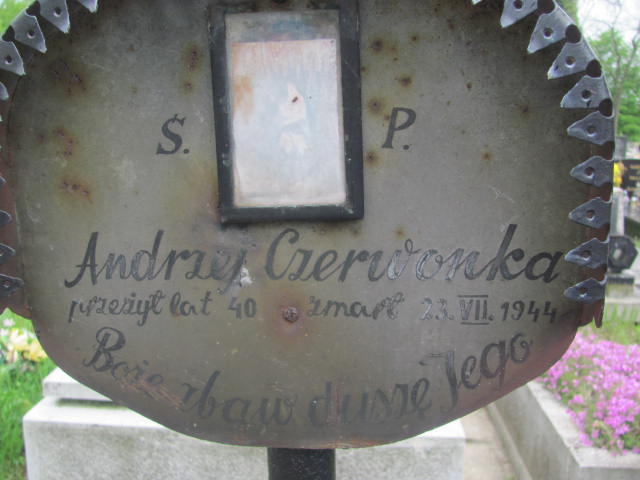 Ś. P.
Andrzej Czerwonka
przeżył lat 40 zmarł 23. VII. 1944
Boże zbaw duszę Jego